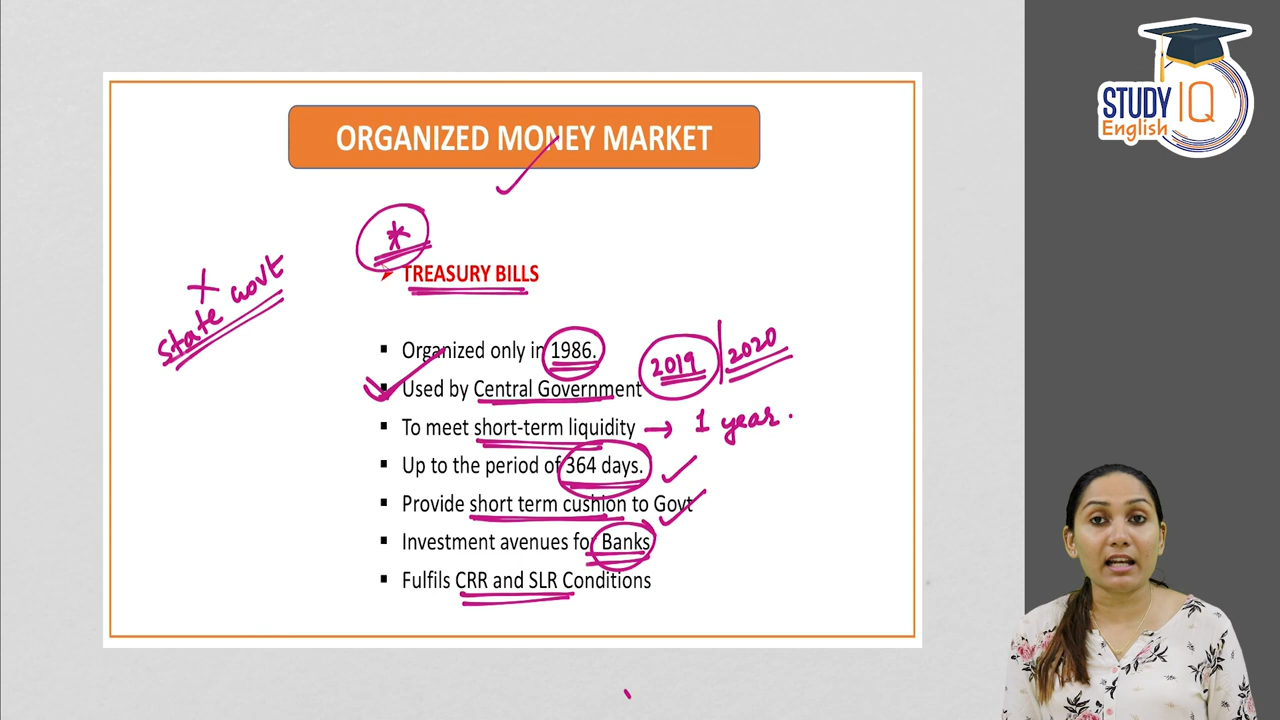 STUDY IQ
English
ORGANIZED MONEY MARKET
*
TREASURY BILLS
X
State Govt
Organized only in 1986.
2019 / 2020
Used by Central Government
To meet short-term liquidity → 1 year.
Up to the period of 364 days.
Provide short term cushion to Govt
Investment avenues for Banks
Fulfils CRR and SLR Conditions